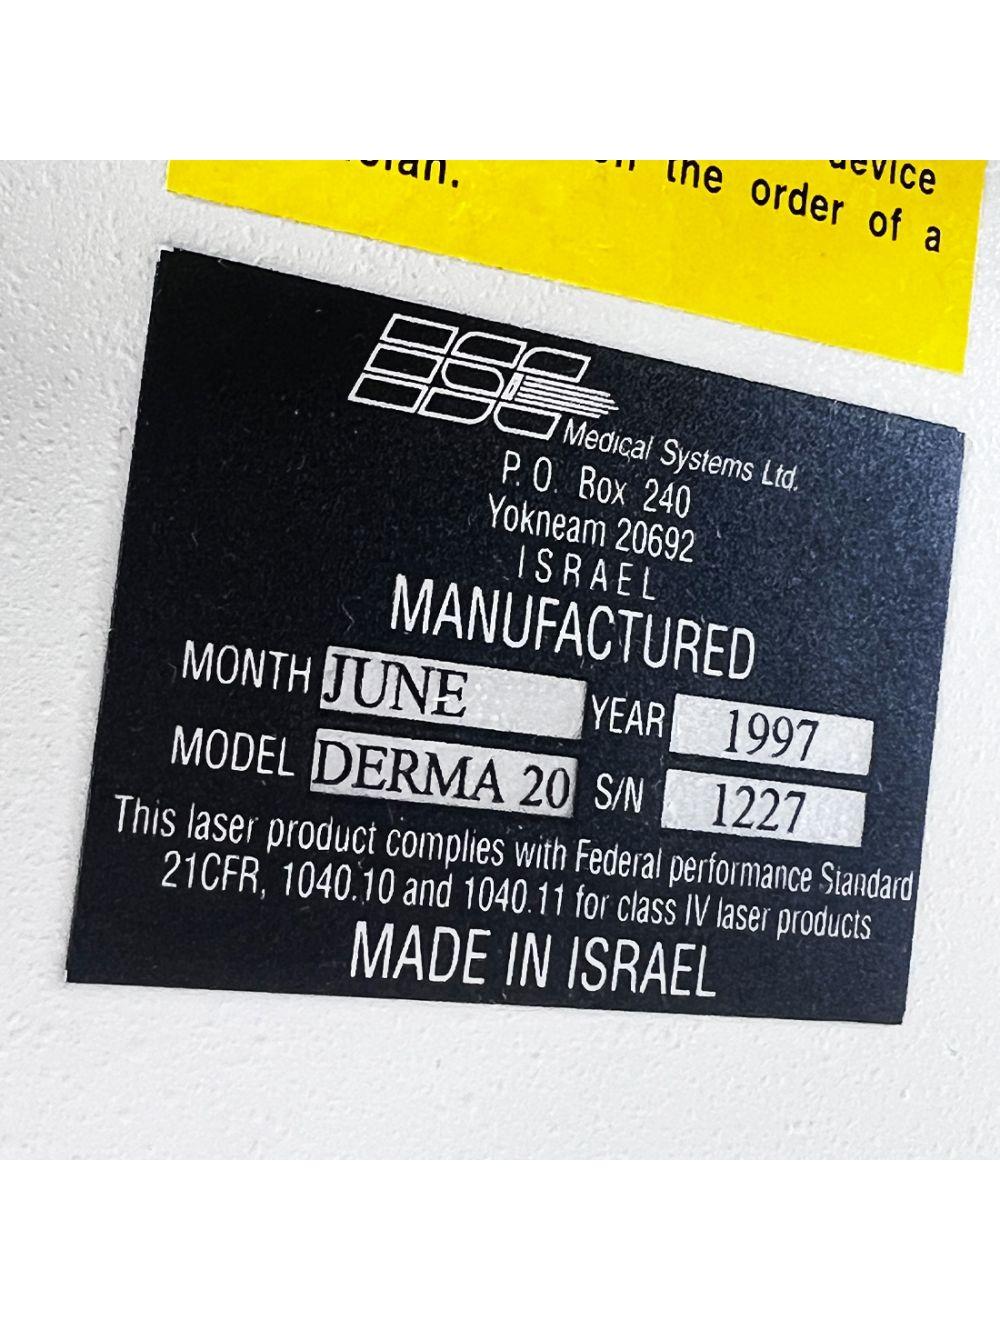 device
the order of a
ESC Medical Systems Ltd.
P.O. Box 240
Yokneam 20692
ISRAEL
MANUFACTURED
MONTH JUNE YEAR 1997
MODEL DERMA 20 S/N 1227
This laser product complies with Federal performance Standard
21CFR, 1040.10 and 1040.11 for class IV laser products
MADE IN ISRAEL